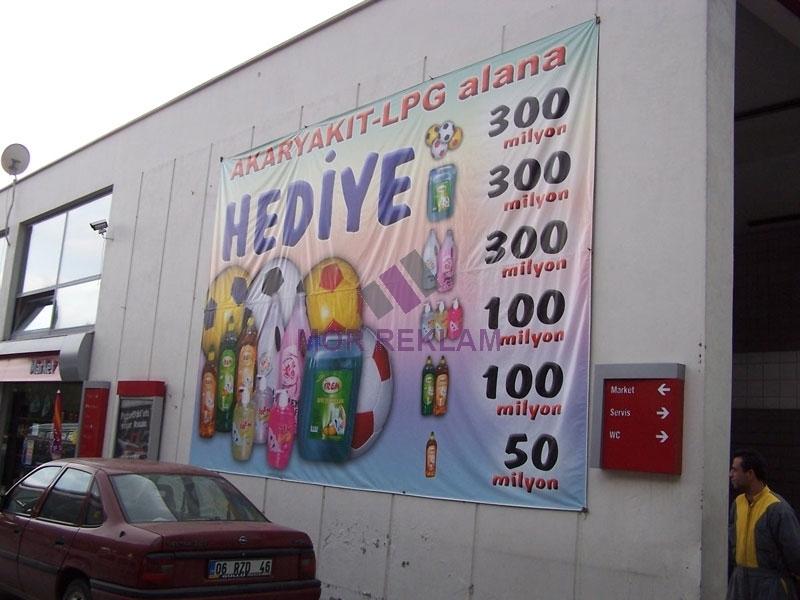 AKARYAKIT-LPG alana
HEDİYE
300
milyon
300
milyon
300
milyon
100
milyon
100
milyon
50
milyon
MOR REKLAM
Market
Market
Servis
WC
06 BZD 46